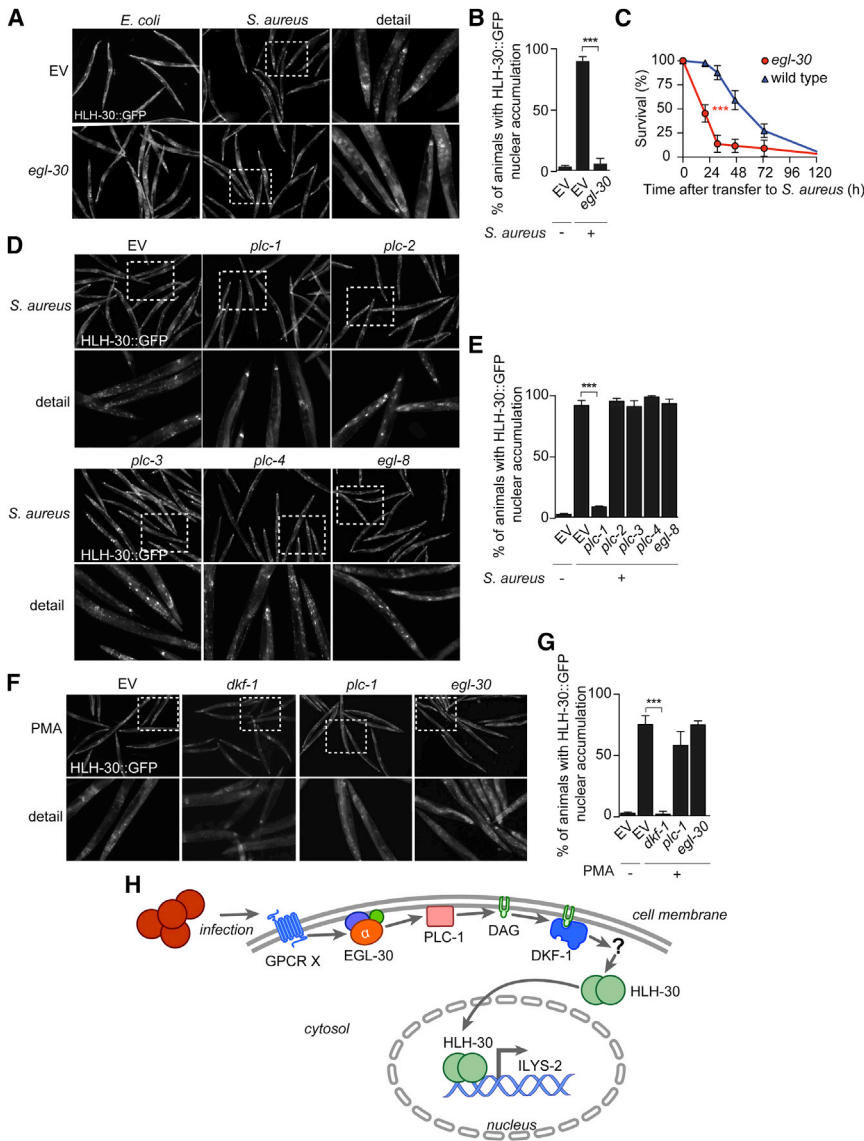 A
E. coli
S. aureus
detail
EV
HLH-30::GFP
egl-30
B
% of animals with HLH-30::GFP
nuclear accumulation
100
50
0
***
EV
EV
egl-30
S. aureus
-
+
C
egl-30
wild type
Survival (%)
100
75
50
25
0
***
0 24 48 72 96 120
Time after transfer to S. aureus (h)
D
EV
plc-1
plc-2
S. aureus
HLH-30::GFP
detail
plc-3
plc-4
egl-8
S. aureus
HLH-30::GFP
detail
E
% of animals with HLH-30::GFP
nuclear accumulation
100
50
0
***
EV
EV
plc-1
plc-2
plc-3
plc-4
egl-8
S. aureus
-
+
F
EV
dkf-1
plc-1
egl-30
PMA
HLH-30::GFP
detail
G
% of animals with HLH-30::GFP
nuclear accumulation
100
50
0
***
EV
EV
dkf-1
plc-1
egl-30
PMA
-
+
H
infection
GPCR X
α
EGL-30
PLC-1
DAG
DKF-1
cell membrane
?
HLH-30
cytosol
HLH-30
ILYS-2
nucleus